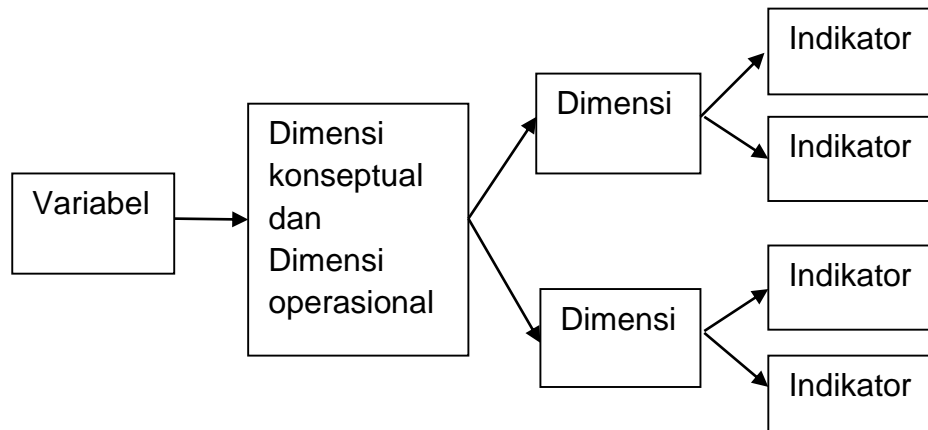 Variabel
Dimensi
konseptual
dan
Dimensi
operasional
Dimensi
Indikator
Indikator
Dimensi
Indikator
Indikator